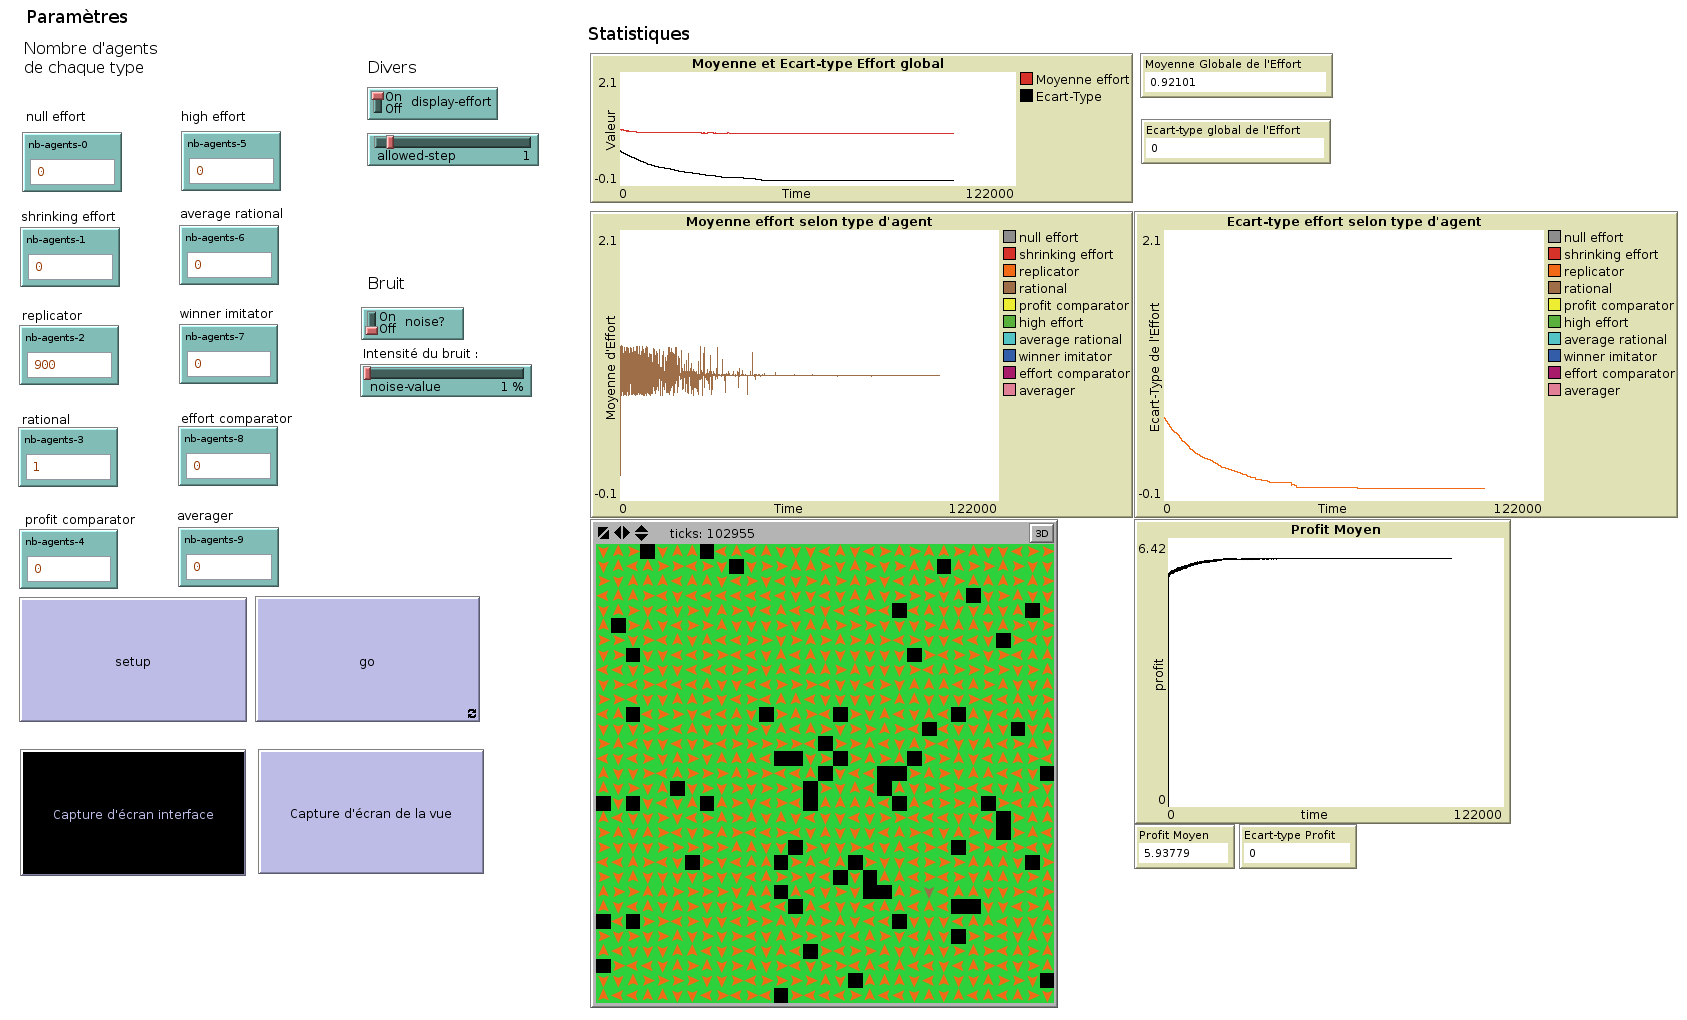 Paramètres
Nombre d'agents
de chaque type
null effort
nb-agents-0
0
high effort
nb-agents-5
0
shrinking effort
nb-agents-1
0
average rational
nb-agents-6
0
replicator
nb-agents-2
900
winner imitator
nb-agents-7
0
rational
nb-agents-3
1
effort comparator
nb-agents-8
0
profit comparator
nb-agents-4
0
averager
nb-agents-9
0
setup
go
Capture d'écran interface
Capture d'écran de la vue
Divers
On
Off
display-effort
allowed-step 1
Bruit
On
Off
noise?
Intensité du bruit :
noise-value 1 %
Statistiques
Moyenne et Ecart-type Effort global
2.1
Valeur
-0.1
0
Time
122000
Moyenne effort
Ecart-Type
Moyenne Globale de l'Effort
0.92101
Ecart-type global de l'Effort
0
Moyenne effort selon type d'agent
2.1
Moyenne d'Effort
-0.1
0
Time
122000
null effort
shrinking effort
replicator
rational
profit comparator
high effort
average rational
winner imitator
effort comparator
averager
Ecart-type effort selon type d'agent
2.1
Ecart-Type de l'Effort
-0.1
0
Time
122000
null effort
shrinking effort
replicator
rational
profit comparator
high effort
average rational
winner imitator
effort comparator
averager
ticks: 102955
3D
Profit Moyen
6.42
profit
0
0
time
122000
Profit Moyen
5.93779
Ecart-type Profit
0